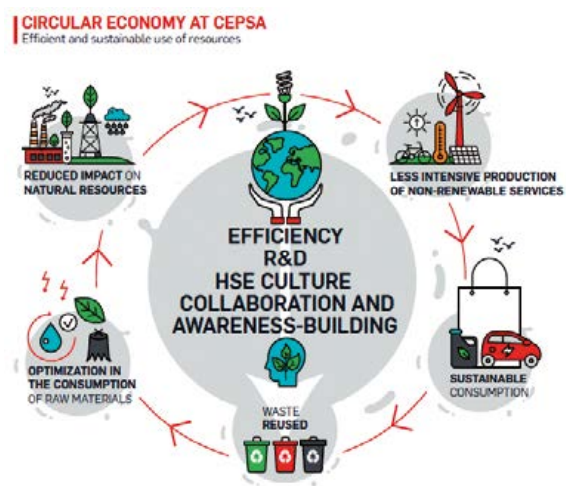 CIRCULAR ECONOMY AT CEPSA
Efficient and sustainable use of resources
REDUCED IMPACT ON
NATURAL RESOURCES
LESS INTENSIVE PRODUCTION
OF NON-RENEWABLE SERVICES
EFFICIENCY
R&D
HSE CULTURE
COLLABORATION AND
AWARENESS-BUILDING
OPTIMIZATION IN
THE CONSUMPTION
OF RAW MATERIALS
SUSTAINABLE
CONSUMPTION
WASTE
REUSED